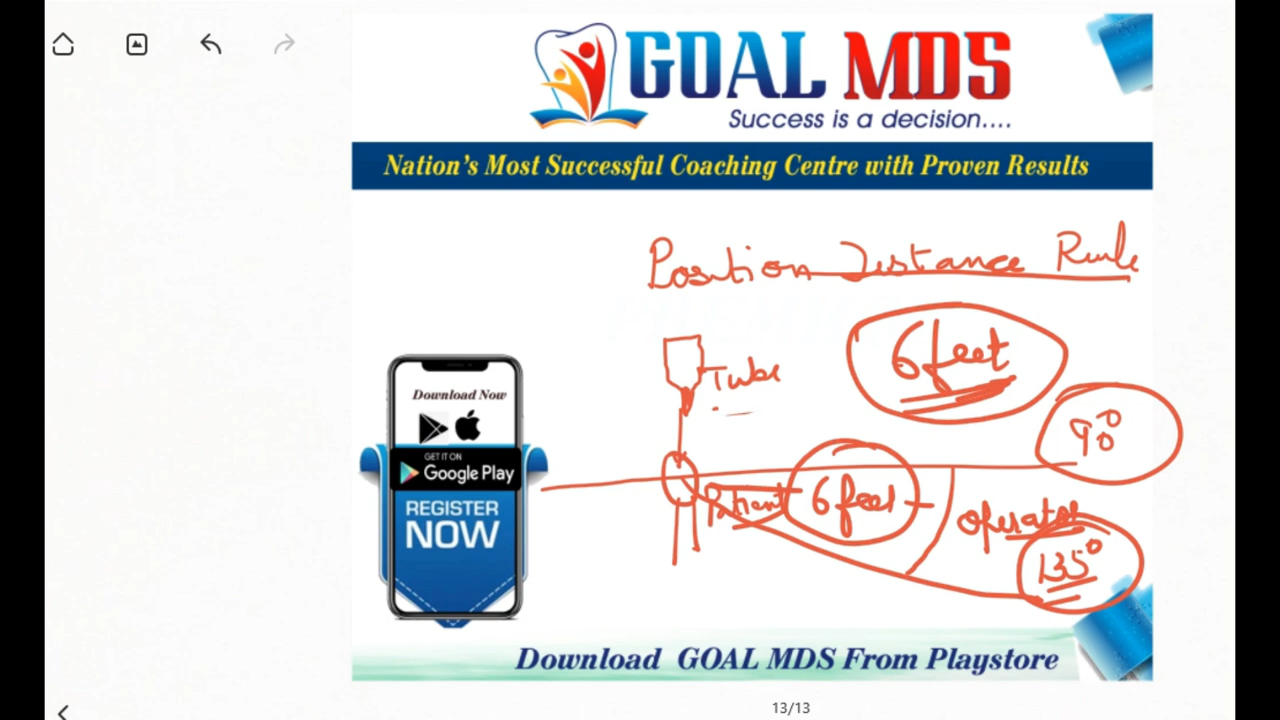 GOAL MDS
Success is a decision....
Nation's Most Successful Coaching Centre with Proven Results
Position Distance Rule
6 feet
Tube
90°
Download Now
GET IT ON
Google Play
REGISTER
NOW
Patient
6 feet
operator
135°
Download GOAL MDS From Playstore
13/13